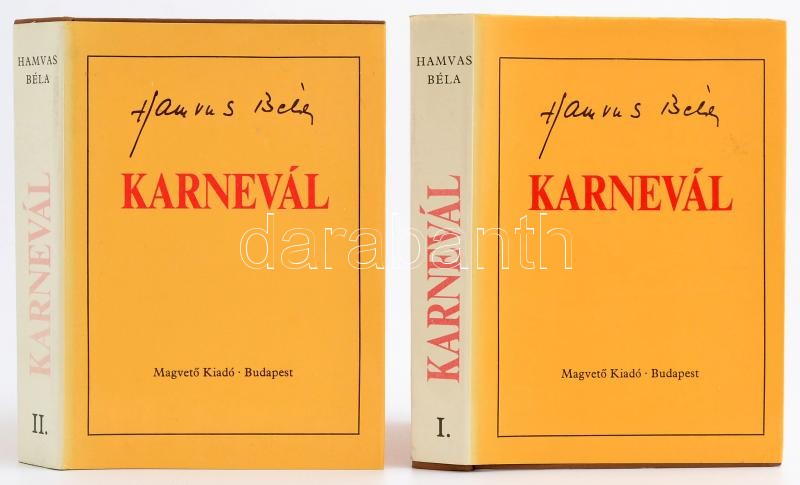 HAMVAS
BÉLA
KARNEVÁL
II.
Hamvas Béla
KARNEVÁL
Magvető Kiadó · Budapest
HAMVAS
BÉLA
KARNEVÁL
I.
Hamvas Béla
KARNEVÁL
Magvető Kiadó · Budapest
darabanth